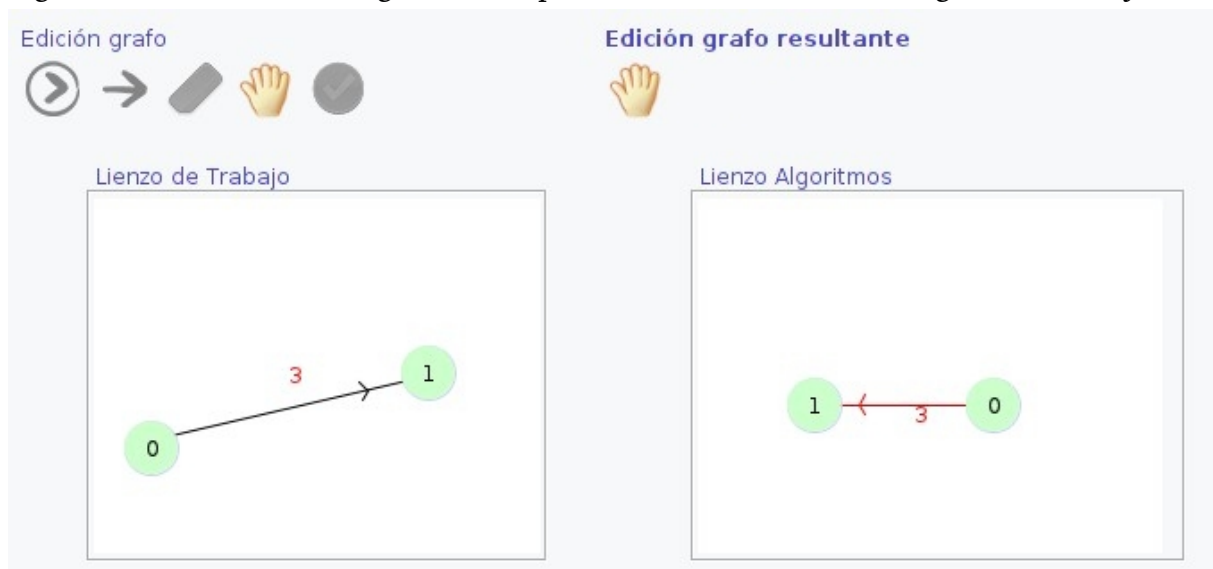 Edición grafo
Edición grafo resultante
Lienzo de Trabajo
Lienzo Algoritmos
3
1
0
1
3
0